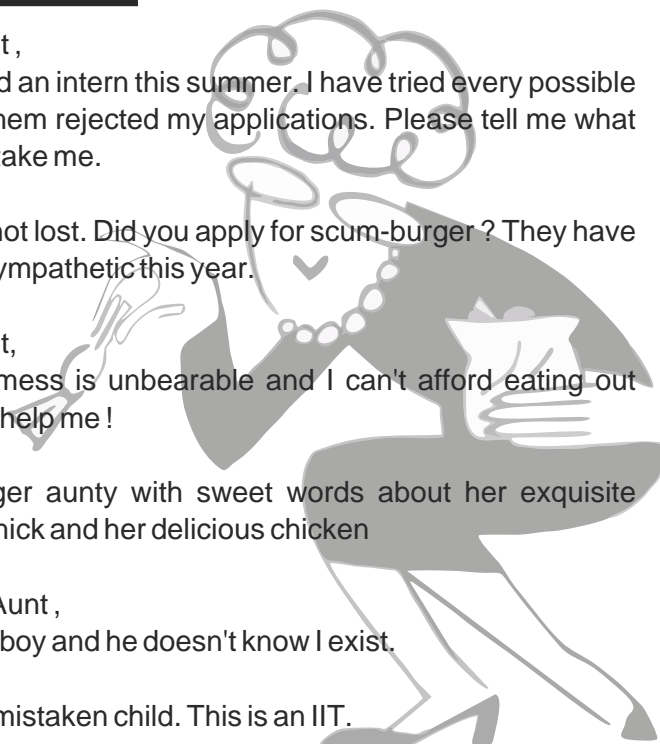 t ,
d an intern this summer. I have tried every possible
hem rejected my applications. Please tell me what
take me.
not lost. Did you apply for scum-burger ? They have
ympathetic this year.
t,
mess is unbearable and I can't afford eating out
help me !
ger aunty with sweet words about her exquisite
hick and her delicious chicken
Aunt ,
boy and he doesn't know I exist.
mistaken child. This is an IIT.